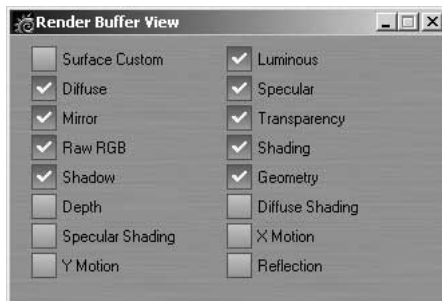 Render Buffer View
Surface Custom Luminous
Diffuse Specular
Mirror Transparency
Raw RGB Shading
Shadow Geometry
Depth Diffuse Shading
Specular Shading X Motion
Y Motion Reflection